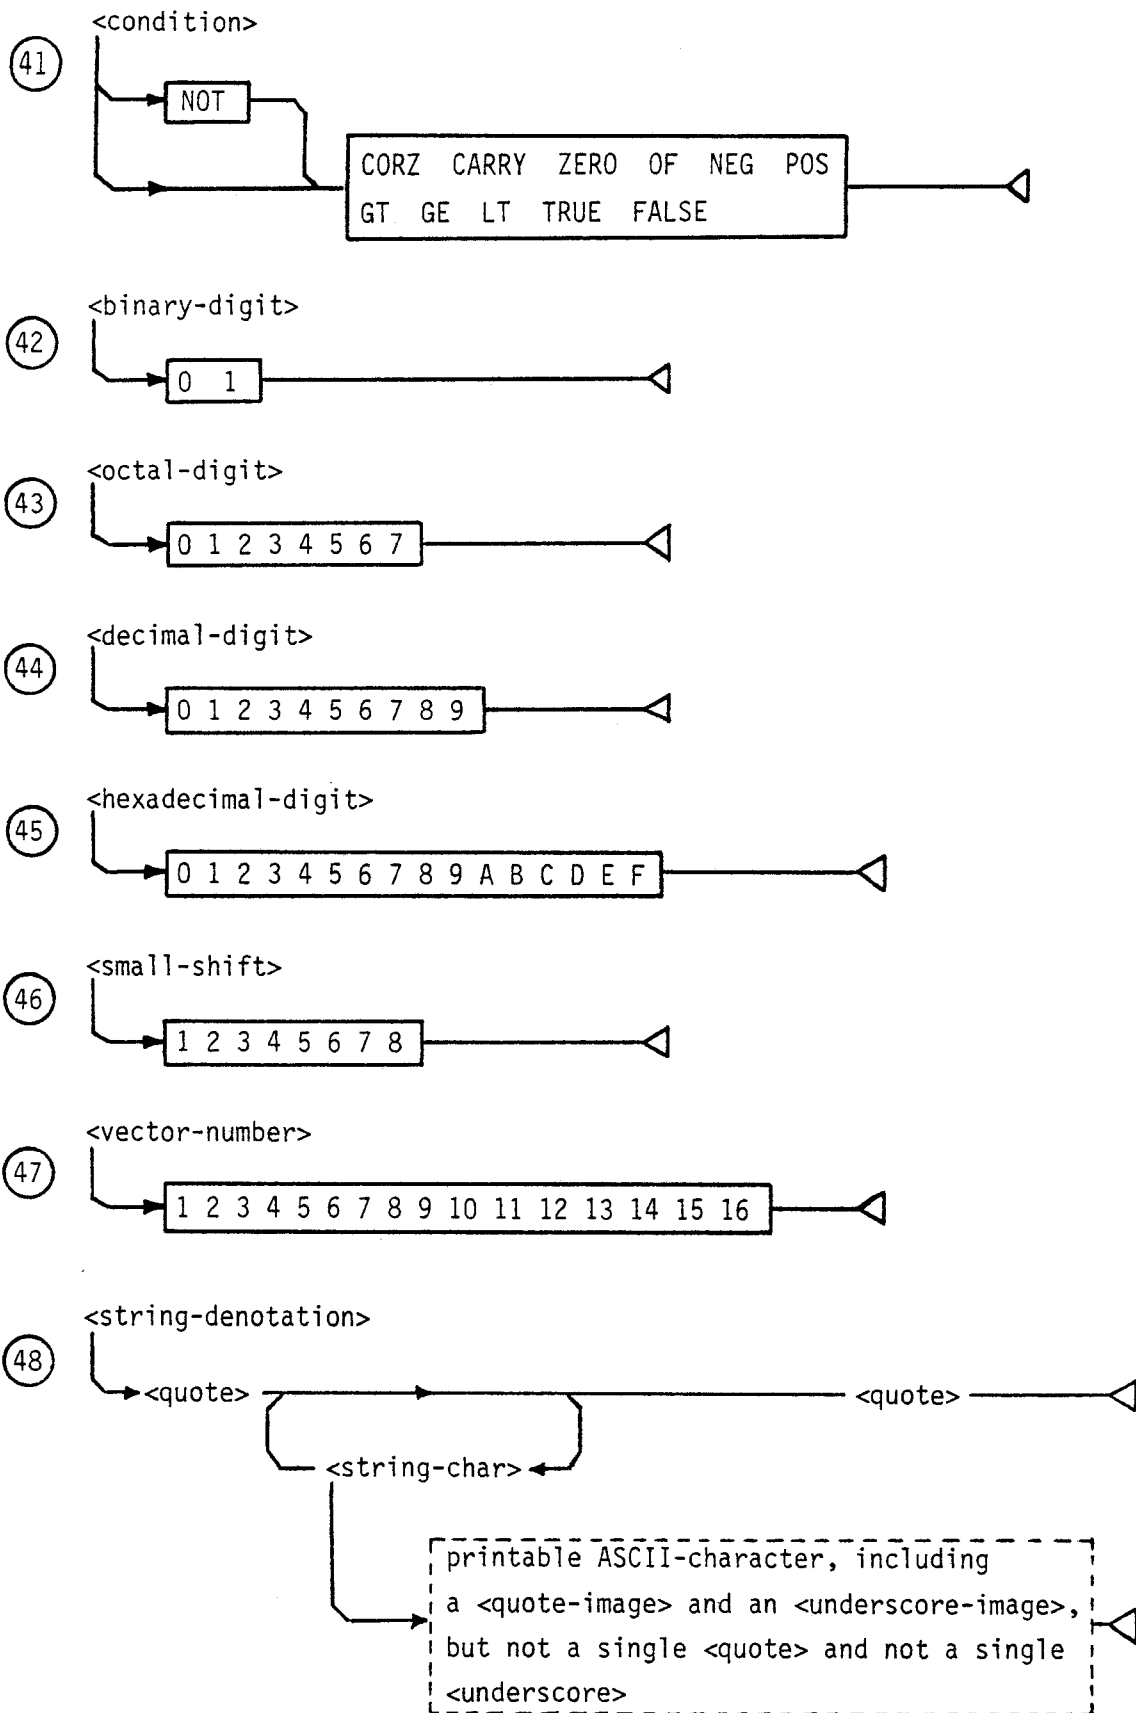 <condition>
41
NOT
CORZ CARRY ZERO OF NEG POS
GT GE LT TRUE FALSE
<binary-digit>
42
0 1
<octal-digit>
43
0 1 2 3 4 5 6 7
<decimal-digit>
44
0 1 2 3 4 5 6 7 8 9
<hexadecimal-digit>
45
0 1 2 3 4 5 6 7 8 9 A B C D E F
<small-shift>
46
1 2 3 4 5 6 7 8
<vector-number>
47
1 2 3 4 5 6 7 8 9 10 11 12 13 14 15 16
<string-denotation>
48
<quote> <quote>
<string-char>
printable ASCII-character, including
a <quote-image> and an <underscore-image>,
but not a single <quote> and not a single
<underscore>